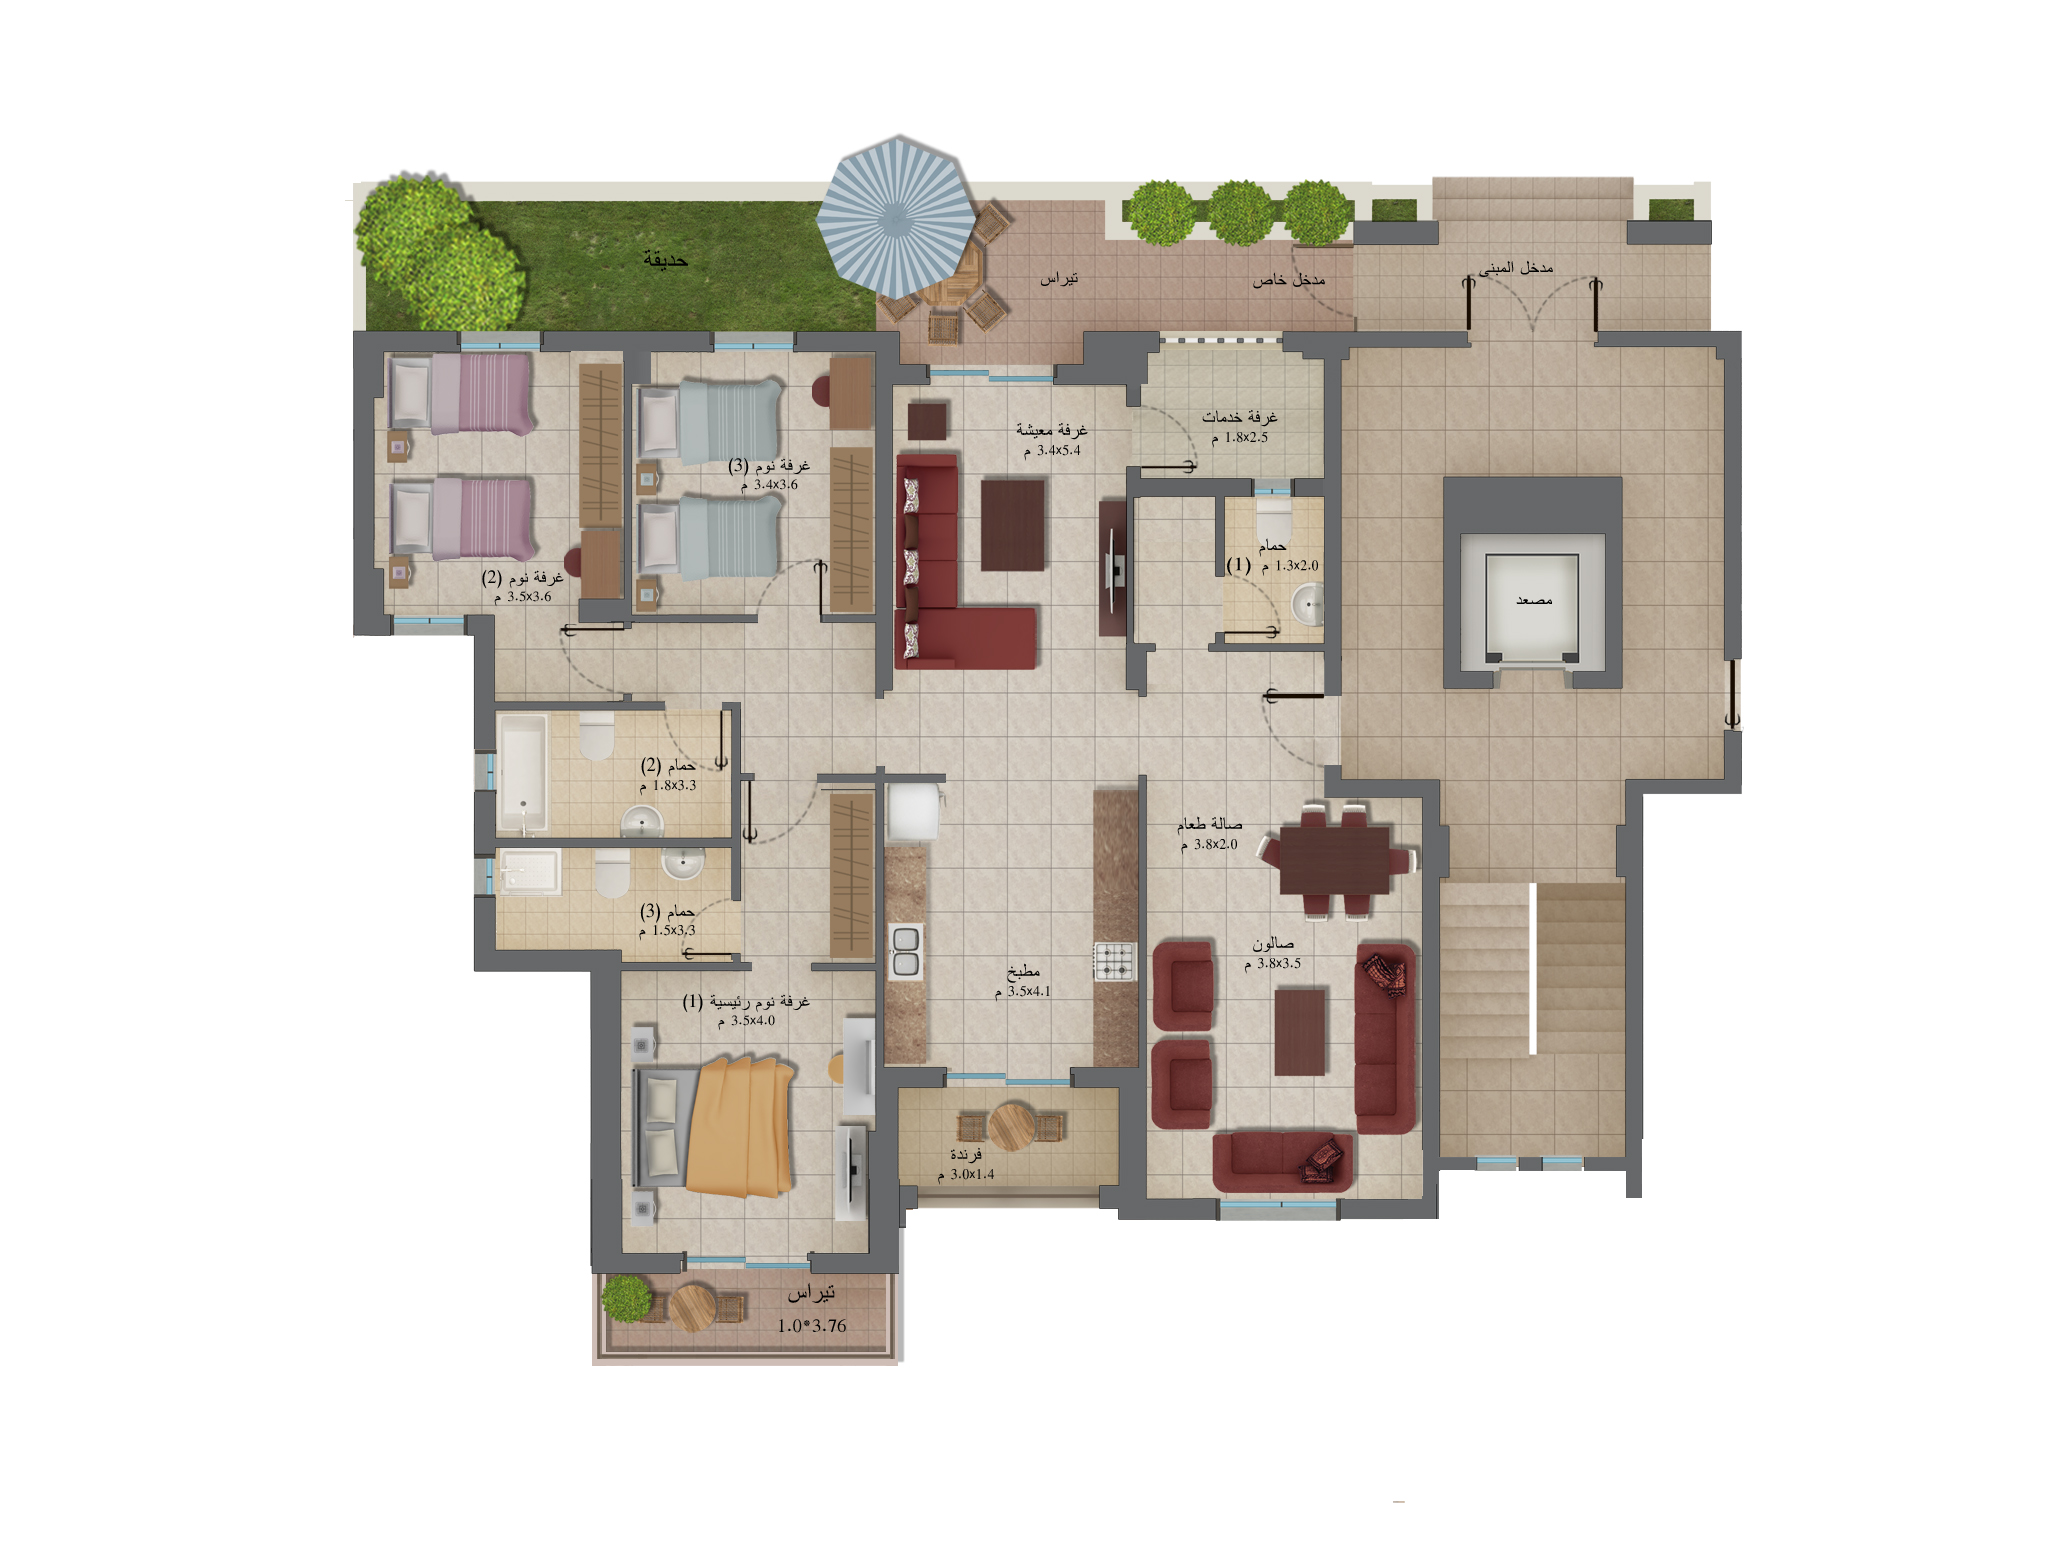 حديقة
تيراس
مدخل خاص
مدخل المبنى
غرفة خدمات
1.8x2.5 م
غرفة معيشة
3.4x5.4 م
غرفة نوم (3)
3.4x3.6 م
غرفة نوم (2)
3.5x3.6 م
حمام
(1) 1.3x2.0 م
مصعد
حمام (2)
1.8x3.3 م
صالة طعام
3.8x2.0 م
حمام (3)
1.5x3.3 م
صالون
3.8x3.5 م
مطبخ
3.5x4.1 م
غرفة نوم رئيسية (1)
3.5x4.0 م
فرندة
3.0x1.4 م
تيراس
1.0*3.76